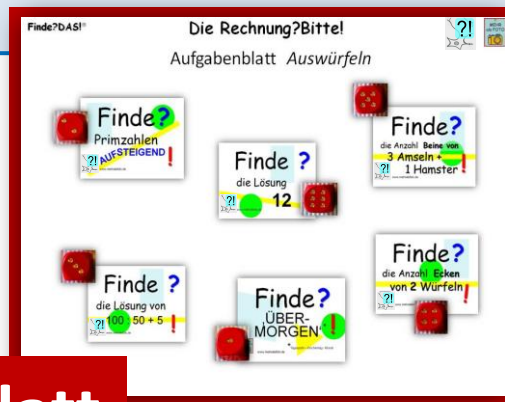 Finde?DAS!®
Die Rechnung?Bitte!
?!
Aufgabenblatt Auswürfeln
Finde?
Primzahlen
AUFSTEIGEND!
?!
Finde ?
die Lösung
12
?!
Finde?
die Anzahl Beine von
3 Amseln +
1 Hamster!
?!
Finde ?
die Lösung von
100 : 50 + 5 !
?!
Finde?
‚ÜBER-
MORGEN‘!
Finde?
die Anzahl Ecken
von 2 Würfeln!
?!
latt